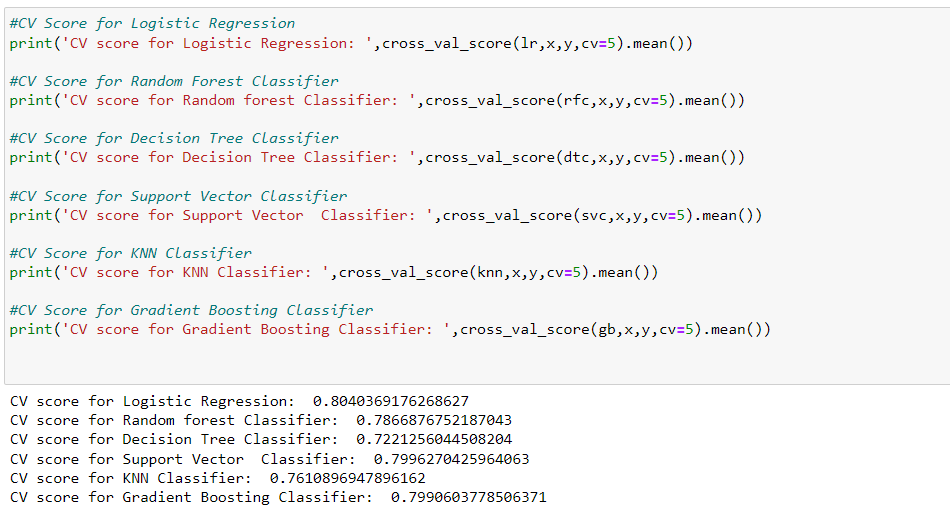 #CV Score for Logistic Regression
print('CV score for Logistic Regression: ',cross_val_score(lr,x,y,cv=5).mean())
#CV Score for Random Forest Classifier
print('CV score for Random forest Classifier: ',cross_val_score(rfc,x,y,cv=5).mean())
#CV Score for Decision Tree Classifier
print('CV score for Decision Tree Classifier: ',cross_val_score(dtc,x,y,cv=5).mean())
#CV Score for Support Vector Classifier
print('CV score for Support Vector  Classifier: ',cross_val_score(svc,x,y,cv=5).mean())
#CV Score for KNN Classifier
print('CV score for KNN Classifier: ',cross_val_score(knn,x,y,cv=5).mean())
#CV Score for Gradient Boosting Classifier
print('CV score for Gradient Boosting Classifier: ',cross_val_score(gb,x,y,cv=5).mean())
CV score for Logistic Regression:  0.8040369176268627
CV score for Random forest Classifier:  0.7866876752187043
CV score for Decision Tree Classifier:  0.7221256044508204
CV score for Support Vector  Classifier:  0.7996270425964063
CV score for KNN Classifier:  0.7610896947896162
CV score for Gradient Boosting Classifier:  0.7990603778506371